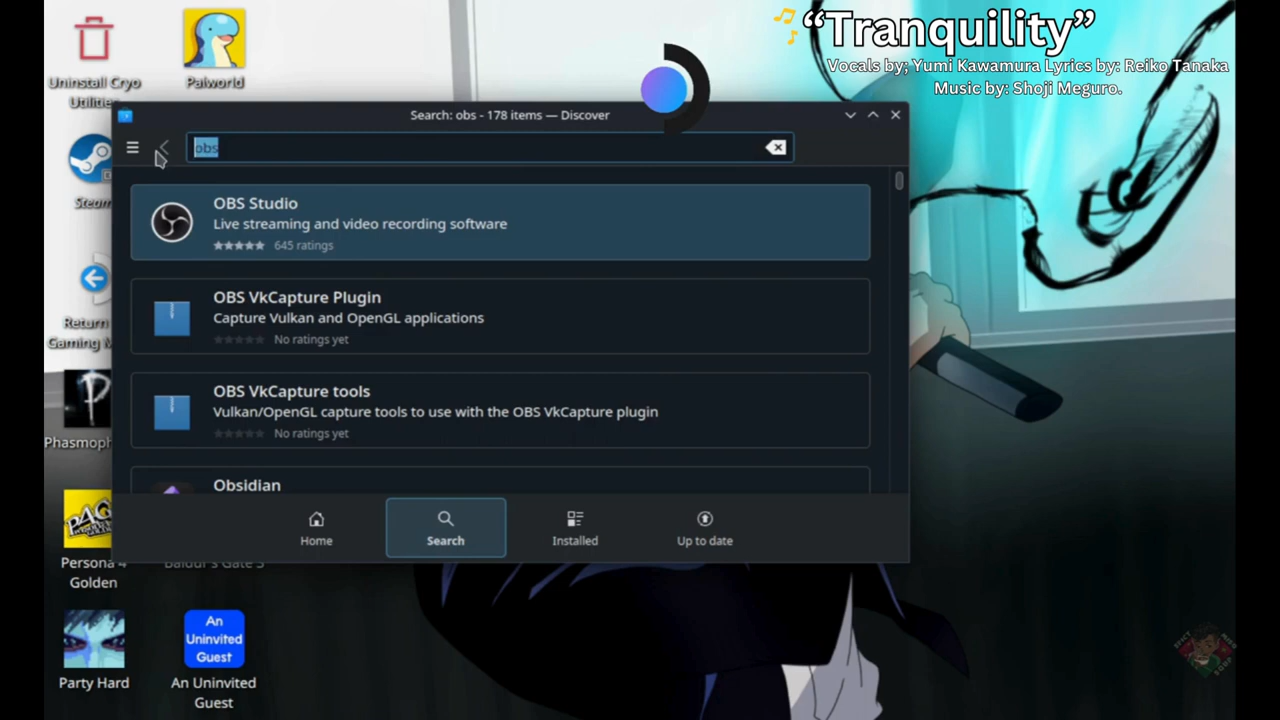 “Tranquility”
Vocals by; Yumi Kawamura Lyrics by: Reiko Tanaka
Music by: Shoji Meguro.
Uninstall Cryo
Utilities
Palworld
Steam
Return
Gaming M
Phasmoph
Persona 4
Golden
Baldur's Gate 3
Party Hard
An
Uninvited
Guest
An Uninvited
Guest
Search: obs - 178 items — Discover
obs
OBS Studio
Live streaming and video recording software
645 ratings
OBS VkCapture Plugin
Capture Vulkan and OpenGL applications
No ratings yet
OBS VkCapture tools
Vulkan/OpenGL capture tools to use with the OBS VkCapture plugin
No ratings yet
Obsidian
Home
Search
Installed
Up to date